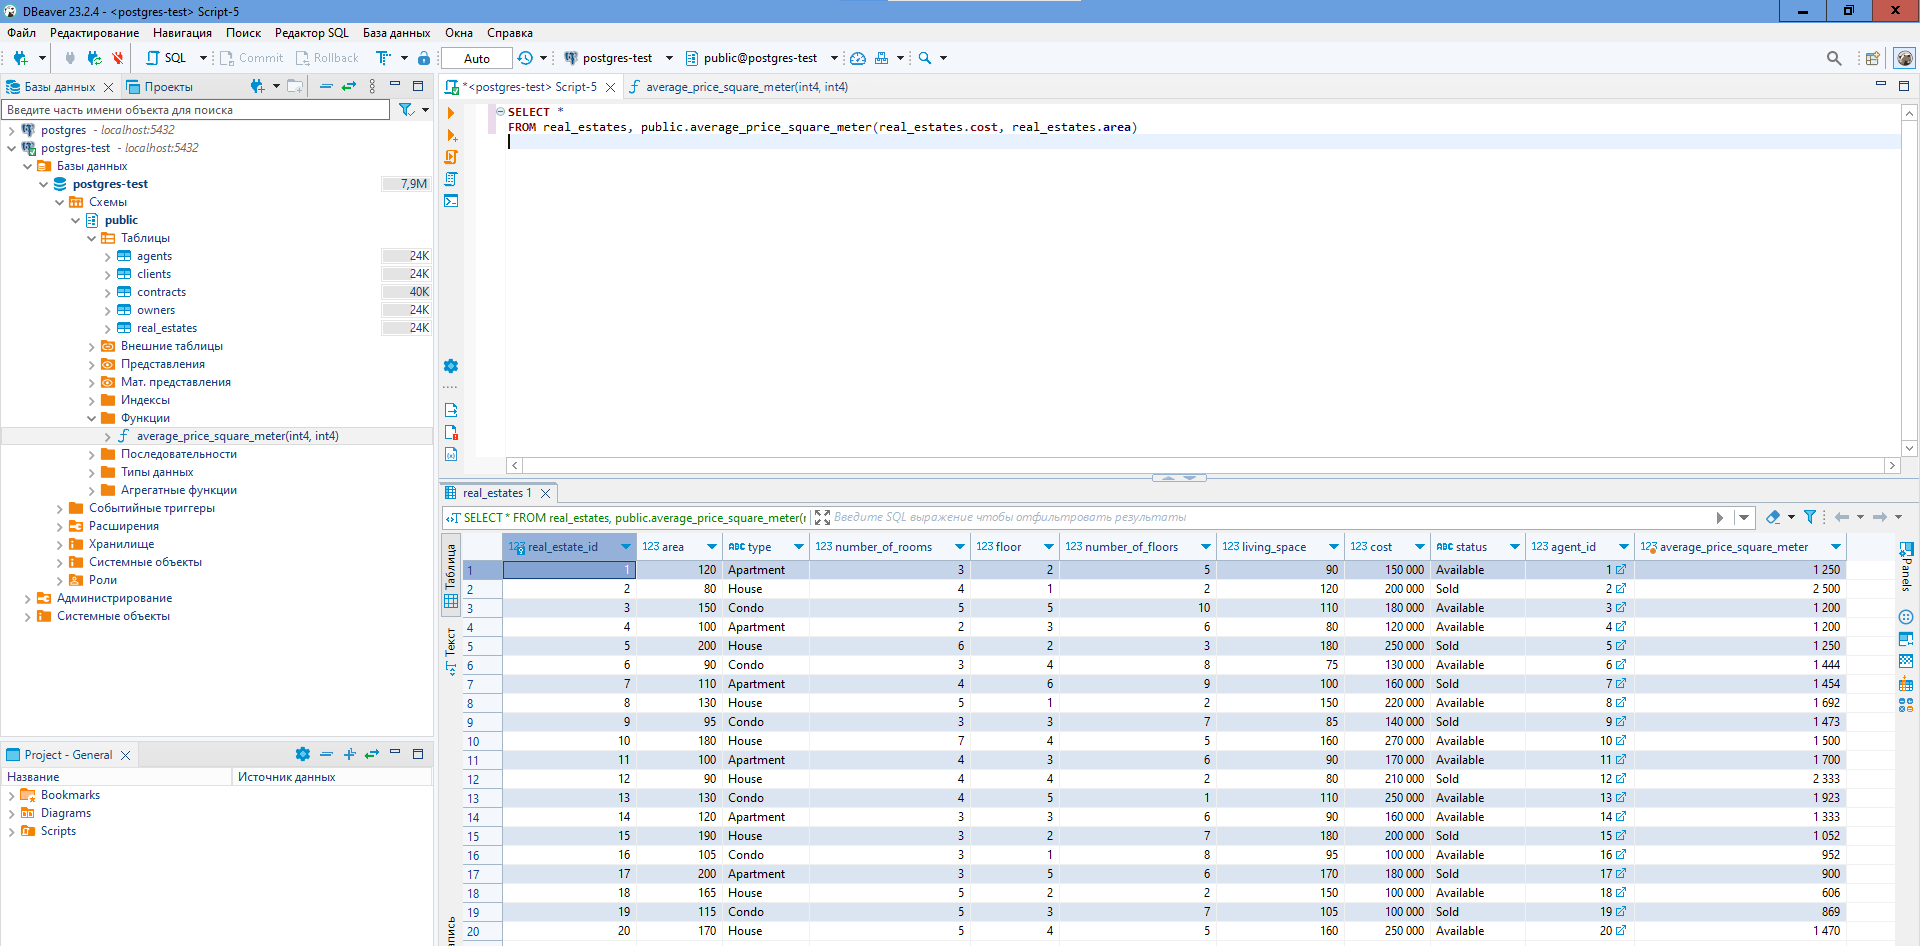 DBeaver 23.2.4 - <postgres-test> Script-5
Файл Редактирование Навигация Поиск Редактор SQL База данных Окна Справка
SQL Commit Rollback Auto postgres-test public@postgres-test
Базы данных Проекты
Введите часть имени объекта для поиска
postgres - localhost:5432
postgres-test - localhost:5432
Базы данных
postgres-test 7,9M
Схемы
public
Таблицы
agents 24K
clients 24K
contracts 40K
owners 24K
real_estates 24K
Внешние таблицы
Представления
Мат. представления
Индексы
Функции
average_price_square_meter(int4, int4)
Последовательности
Типы данных
Агрегатные функции
Событийные триггеры
Расширения
Хранилище
Системные объекты
Роли
Администрирование
Системные объекты
Project - General
Название Источник данных
Bookmarks
Diagrams
Scripts
*<postgres-test> Script-5 average_price_square_meter(int4, int4)
SELECT *
FROM real_estates, public.average_price_square_meter(real_estates.cost, real_estates.area)
real_estates 1
SELECT * FROM real_estates, public.average_price_square_meter(r Введите SQL выражение чтобы отфильтровать результаты
Таблица
Текст
Panels
real_estate_id area type number_of_rooms floor number_of_floors living_space cost status agent_id average_price_square_meter
1 1 120 Apartment 3 2 5 90 150 000 Available 1 1 250
2 2 80 House 4 1 2 120 200 000 Sold 2 2 500
3 3 150 Condo 5 5 10 110 180 000 Available 3 1 200
4 4 100 Apartment 2 3 6 80 120 000 Available 4 1 200
5 5 200 House 6 2 3 180 250 000 Sold 5 1 250
6 6 90 Condo 3 4 8 75 130 000 Available 6 1 444
7 7 110 Apartment 4 6 9 100 160 000 Sold 7 1 454
8 8 130 House 5 1 2 150 220 000 Available 8 1 692
9 9 95 Condo 3 3 7 85 140 000 Sold 9 1 473
10 10 180 House 7 4 5 160 270 000 Available 10 1 500
11 11 100 Apartment 4 3 6 90 170 000 Available 11 1 700
12 12 90 House 4 4 2 80 210 000 Sold 12 2 333
13 13 130 Condo 4 5 1 110 250 000 Available 13 1 923
14 14 120 Apartment 3 3 6 90 160 000 Available 14 1 333
15 15 190 House 3 2 7 180 200 000 Sold 15 1 052
16 16 105 Condo 3 1 8 95 100 000 Available 16 952
17 17 200 Apartment 3 5 6 170 180 000 Sold 17 900
18 18 165 House 5 2 2 150 100 000 Available 18 606
19 19 115 Condo 5 3 7 105 100 000 Sold 19 869
20 20 170 House 5 4 5 160 250 000 Available 20 1 470